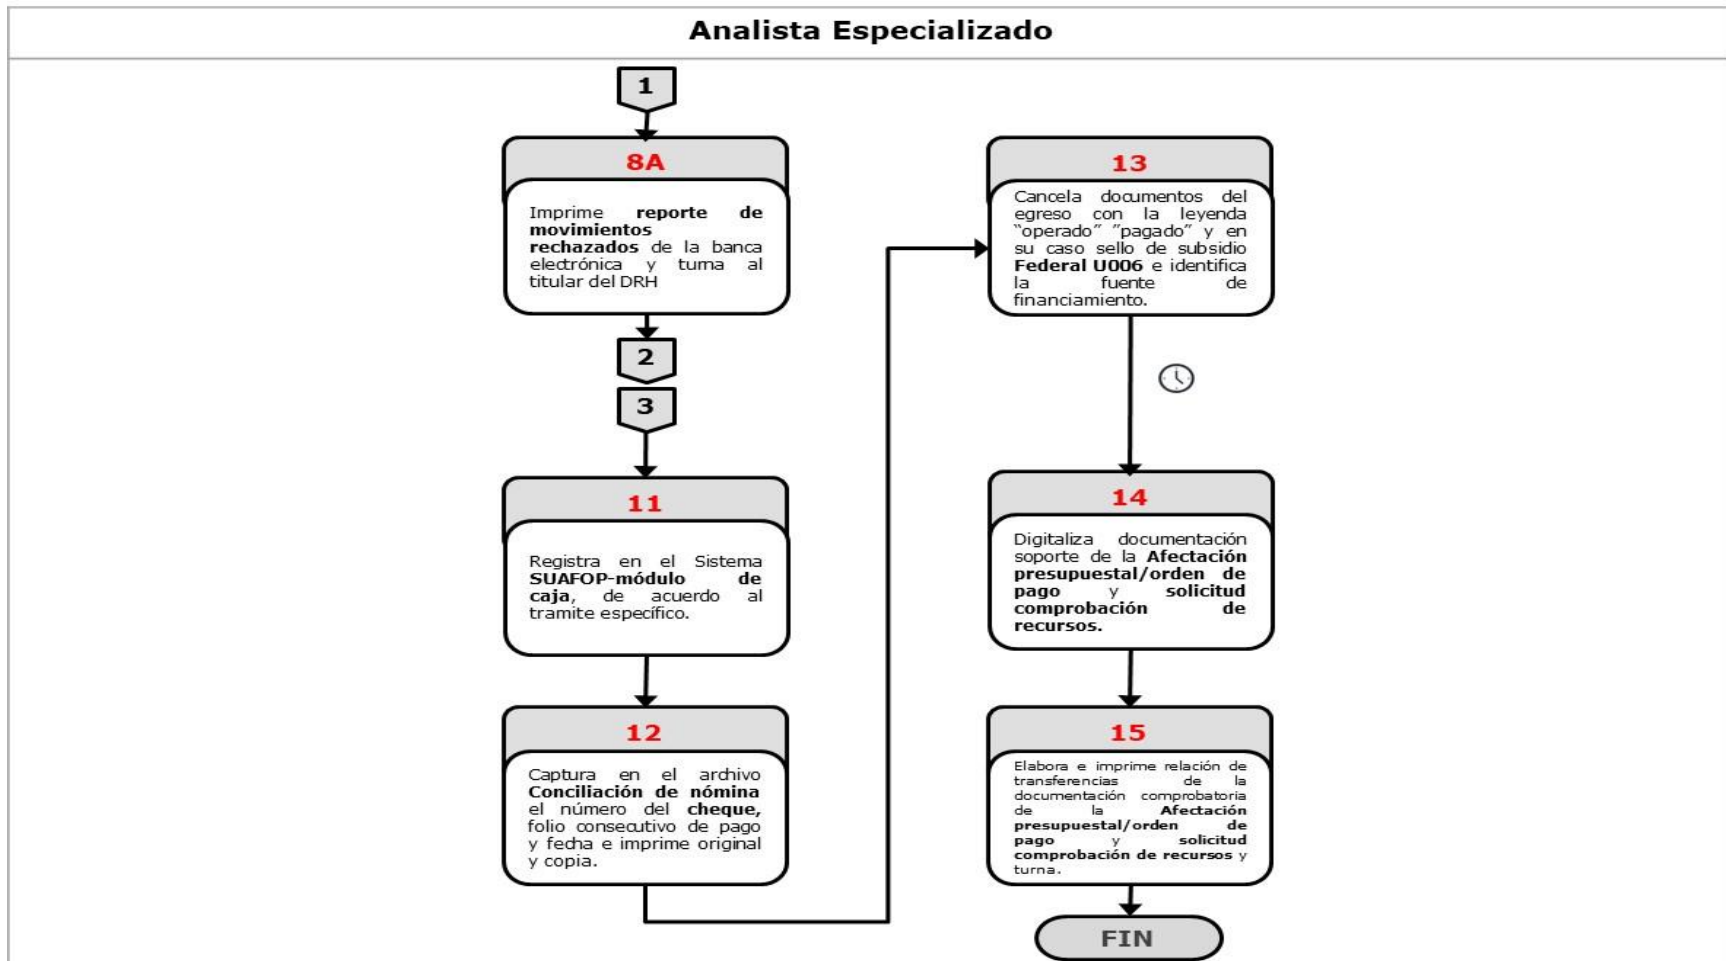 Analista Especializado
1
8A
Imprime reporte de
movimientos
rechazados de la banca
electrónica y turna al
titular del DRH
2
3
11
Registra en el Sistema
SUAFOP-módulo de
caja, de acuerdo al
tramite específico.
12
Captura en el archivo
Conciliación de nómina
el número del cheque,
folio consecutivo de pago
y fecha e imprime original
y copia.
13
Cancela documentos del
egreso con la leyenda
“operado” ”pagado” y en
su caso sello de subsidio
Federal U006 e identifica
la fuente de
financiamiento.
14
Digitaliza documentación
soporte de la Afectación
presupuestal/orden de
pago y solicitud
comprobación de
recursos.
15
Elabora e imprime relación de
transferencias de la
documentación comprobatoria
de la Afectación
presupuestal/orden de
pago y solicitud
comprobación de recursos y
turna.
FIN